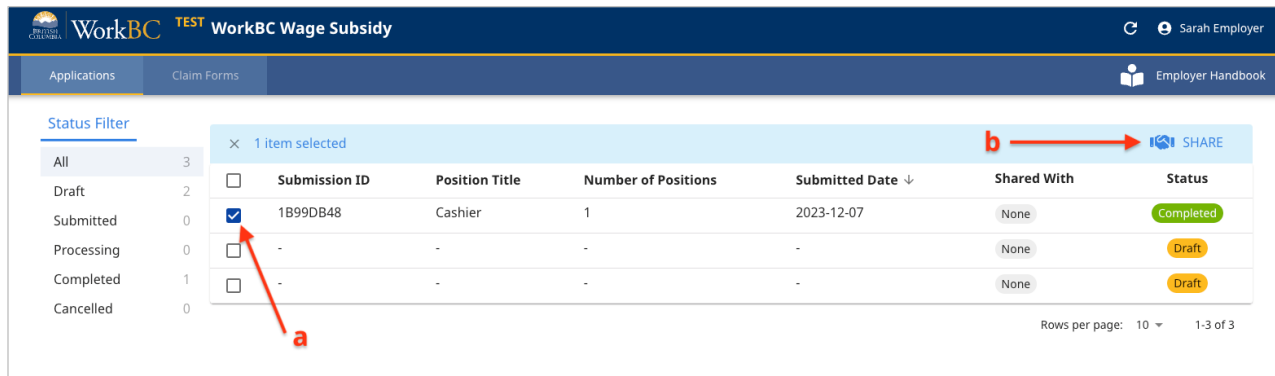 BRITISH COLUMBIA WorkBC TEST WorkBC Wage Subsidy Sarah Employer
Applications Claim Forms Employer Handbook
Status Filter
× 1 item selected b SHARE
All 3
Submission ID Position Title Number of Positions Submitted Date ↓ Shared With Status
Draft 2
Submitted 0
1B99DB48 Cashier 1 2023-12-07 None Completed
Processing 0
- - - - None Draft
Completed 1
- - - - None Draft
Cancelled 0
Rows per page: 10 1-3 of 3
a